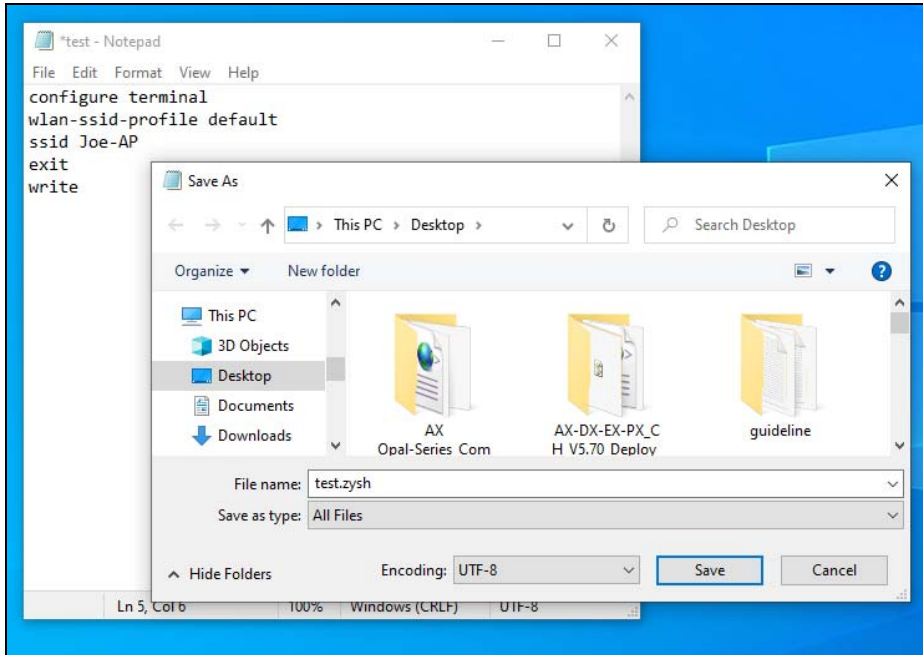 *test - Notepad
File Edit Format View Help
configure terminal
wlan-ssid-profile default
ssid Joe-AP
exit
write
Save As
This PC > Desktop >
Search Desktop
Organize
New folder
This PC
3D Objects
Desktop
Documents
Downloads
AX
Opal-Series Com
AX-DX-EX-PX_C
H V5.70 Deploy
guideline
File name: test.zysh
Save as type: All Files
Hide Folders
Encoding: UTF-8
Save
Cancel
Ln 5, Col 6
100%
Windows (CRLF)
UTF-8